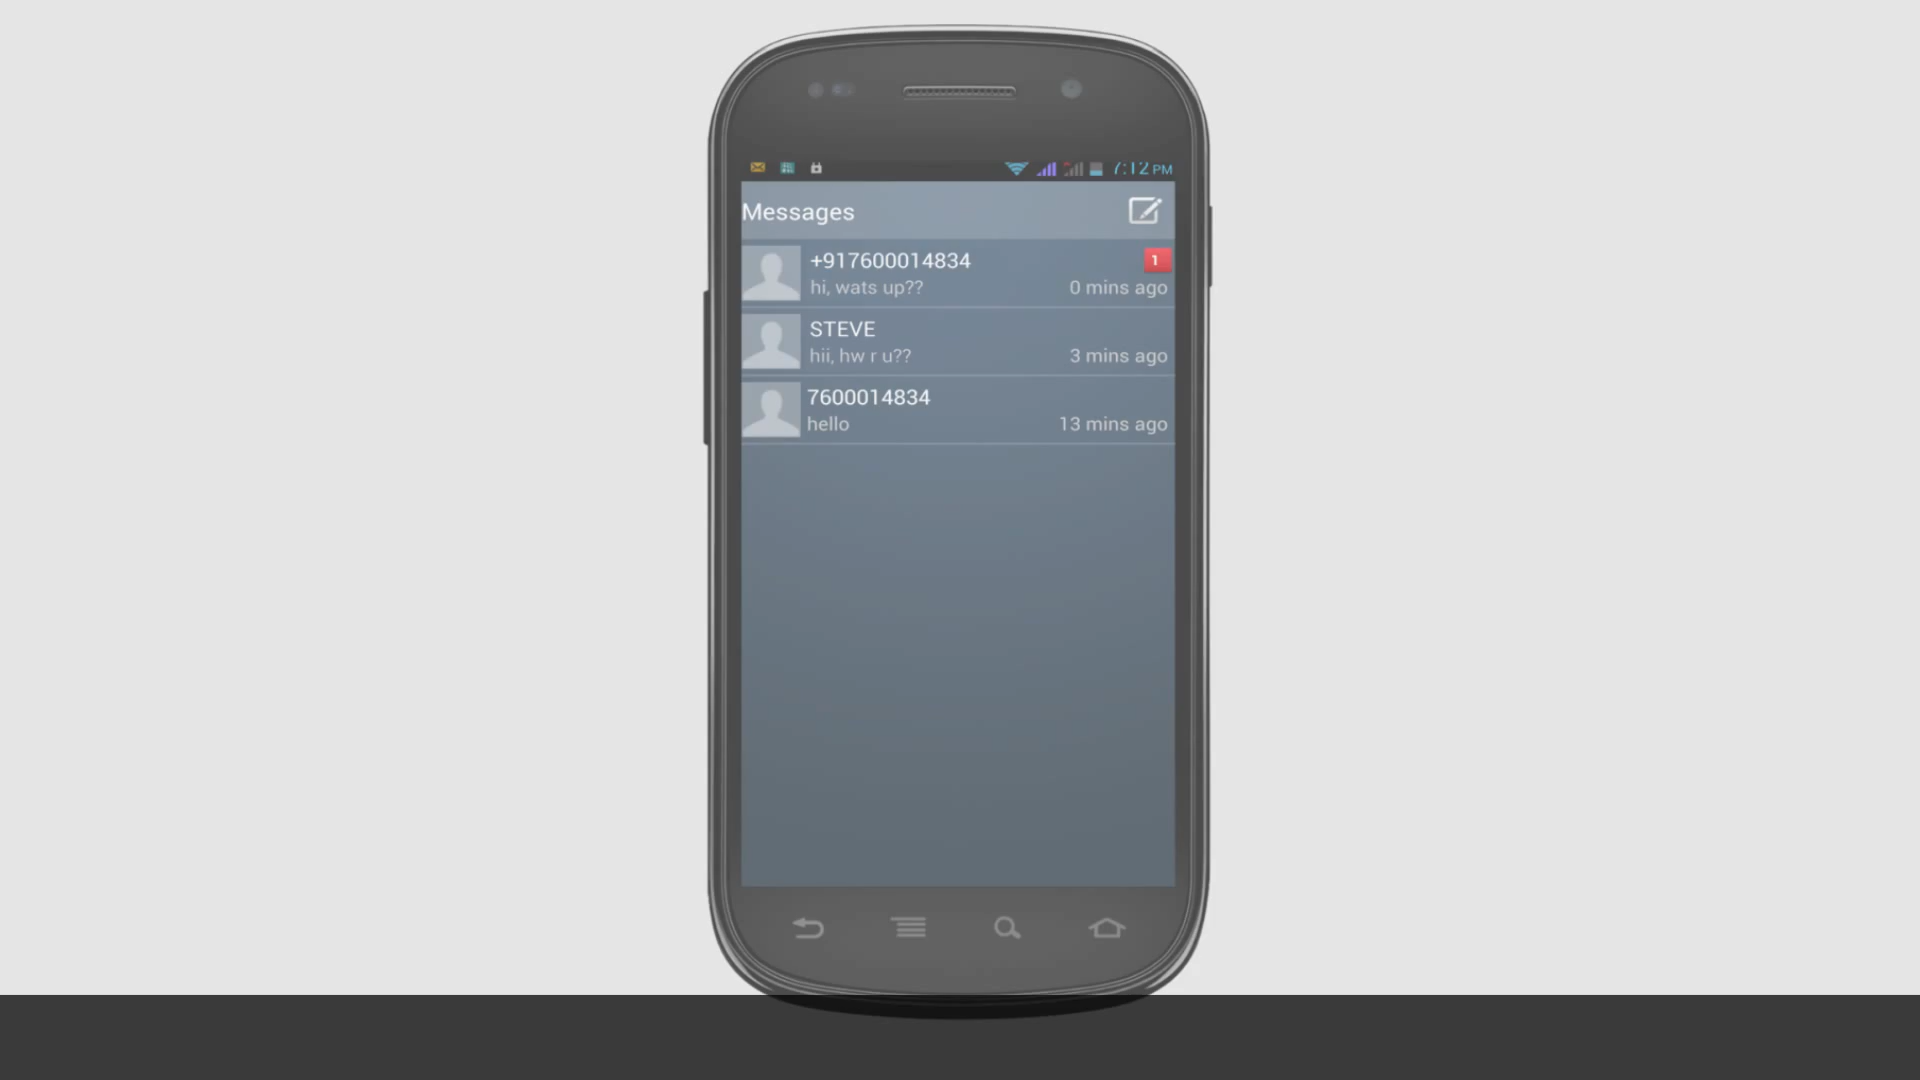 7:12 PM
Messages
+917600014834
1
hi, wats up??
0 mins ago
STEVE
hii, hw r u??
3 mins ago
7600014834
hello
13 mins ago